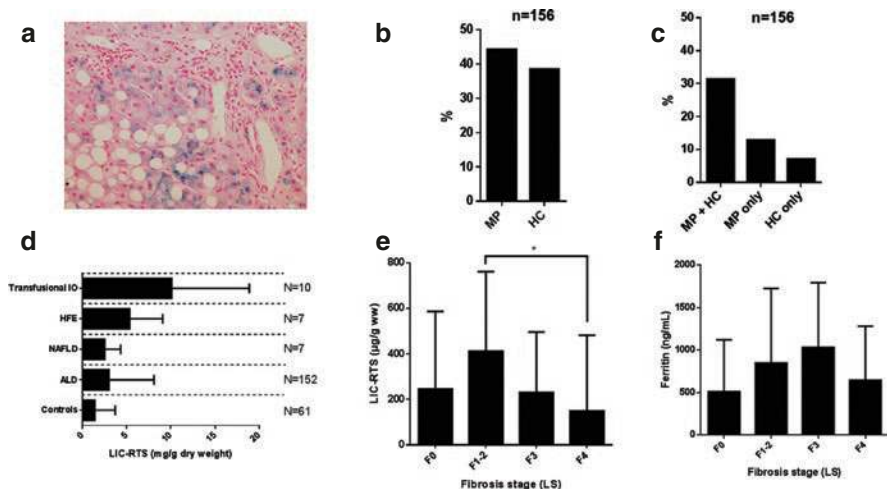 a
b
n=156
%
50
40
30
20
10
0
MP
HC
c
n=156
%
50
40
30
20
10
0
MP + HC
MP only
HC only
d
Transfusional IO
N=10
HFE
N=7
NAFLD
N=7
ALD
N=152
Controls
N=61
0
5
10
15
20
LIC-RTS (mg/g dry weight)
e
*
LIC-RTS (µg/g ww)
800
600
400
200
0
F0
F1-2
F3
F4
Fibrosis stage (LS)
f
Ferritin (ng/mL)
2000
1500
1000
500
0
F0
F1-2
F3
F4
Fibrosis stage (LS)